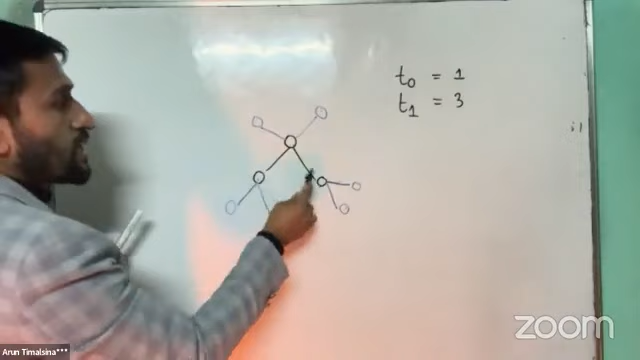 t₀ = 1
t₁ = 3
Arun Timalsina***
zoom